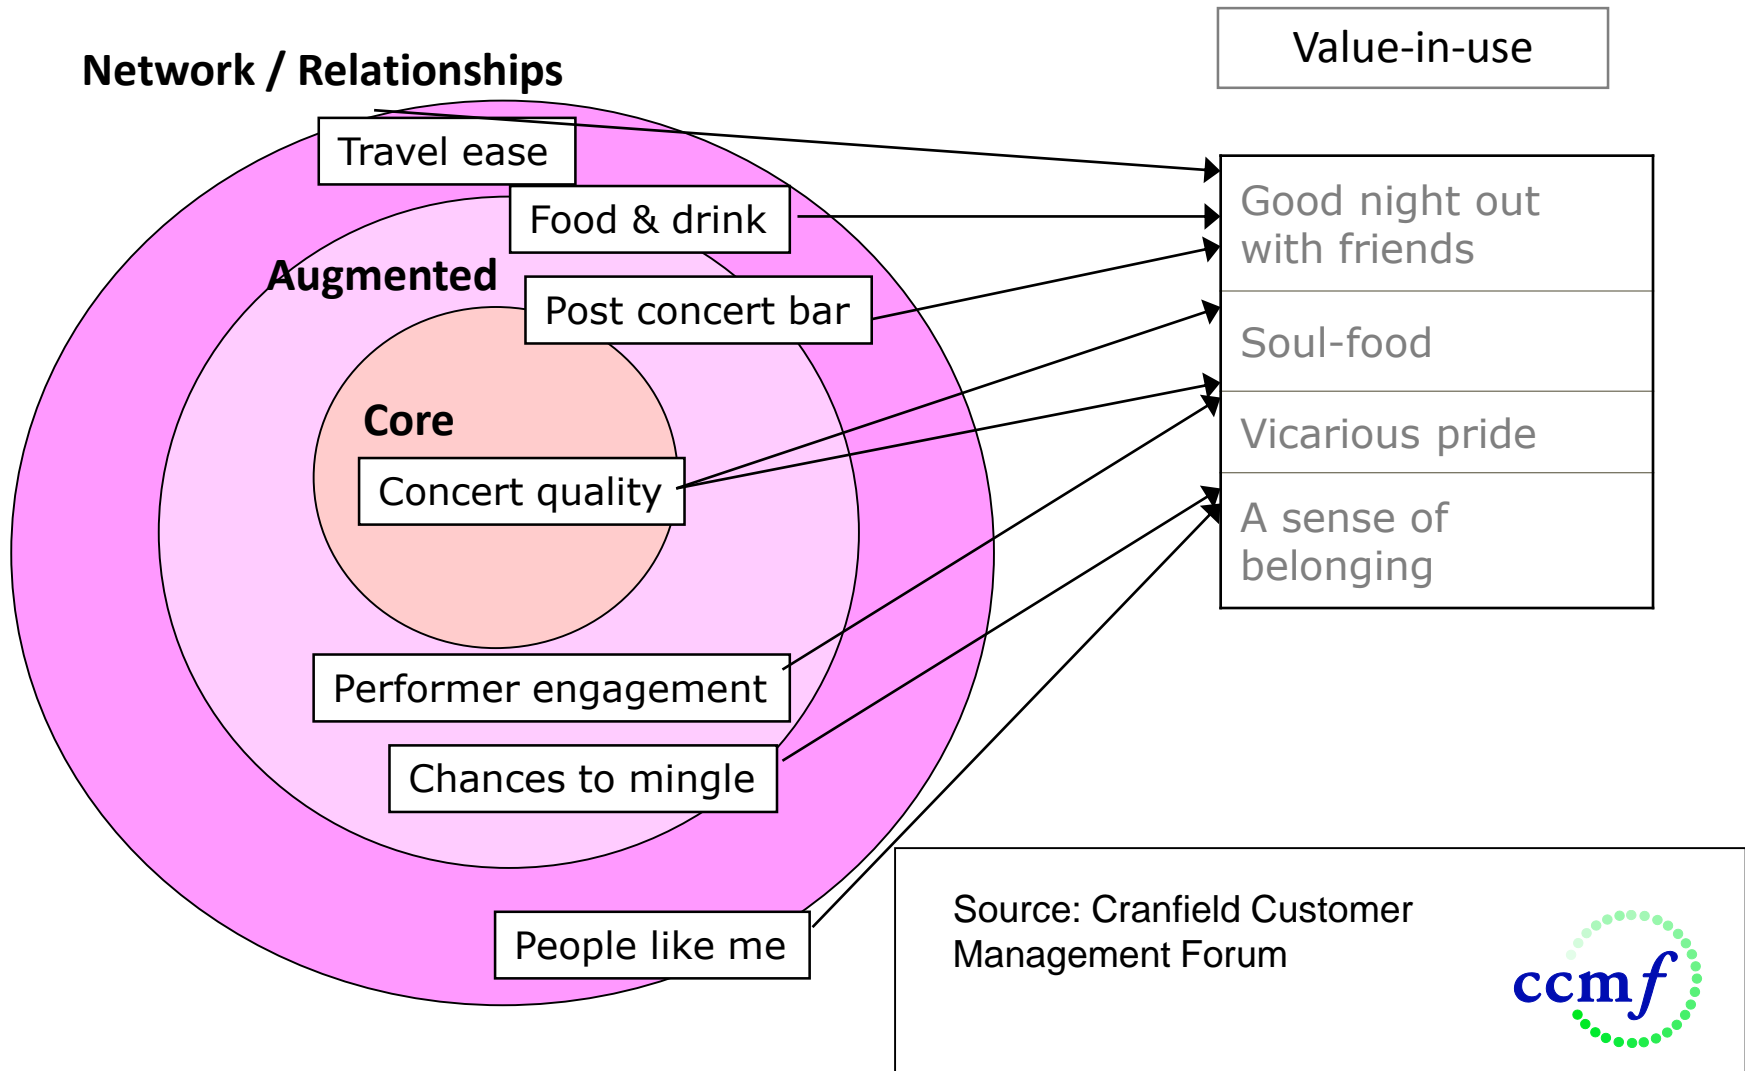 Value-in-use
Network / Relationships
Travel ease
Food & drink
Augmented
Post concert bar
Core
Concert quality
Performer engagement
Chances to mingle
People like me
Good night out
with friends
Soul-food
Vicarious pride
A sense of
belonging
Source: Cranfield Customer
Management Forum
ccmf